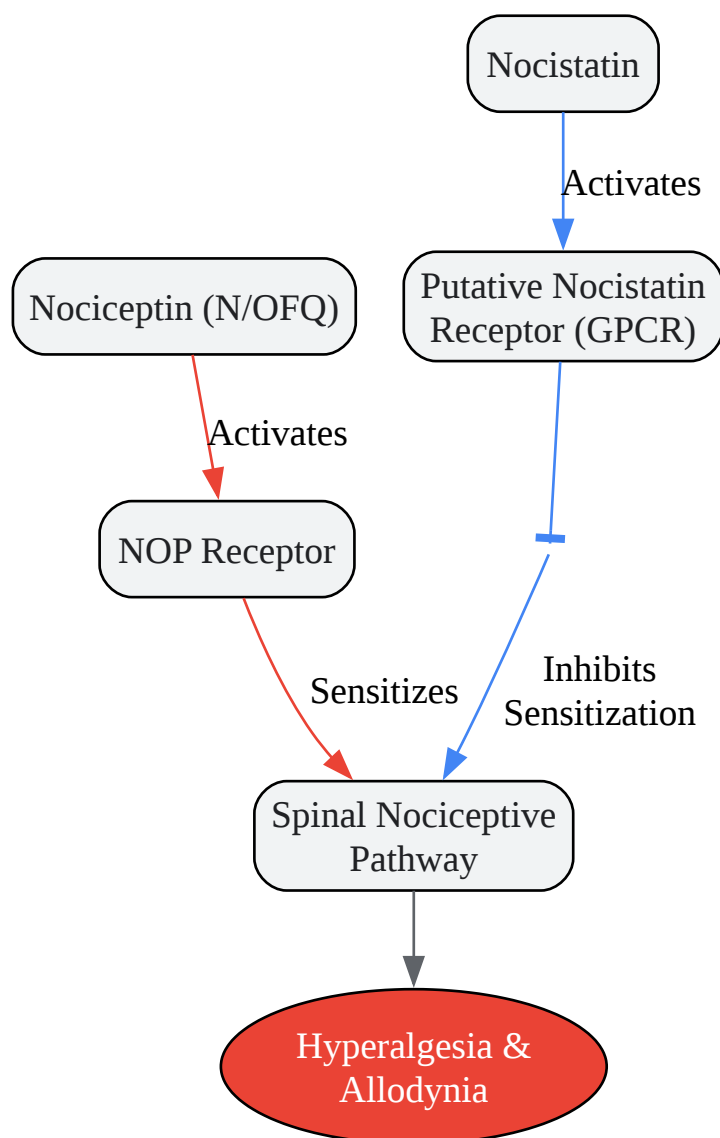 Nocistatin
Activates
Putative Nocistatin
Receptor (GPCR)
Nociceptin (N/OFQ)
Activates
NOP Receptor
Sensitizes
Inhibits
Sensitization
Spinal Nociceptive
Pathway
Hyperalgesia &
Allodynia